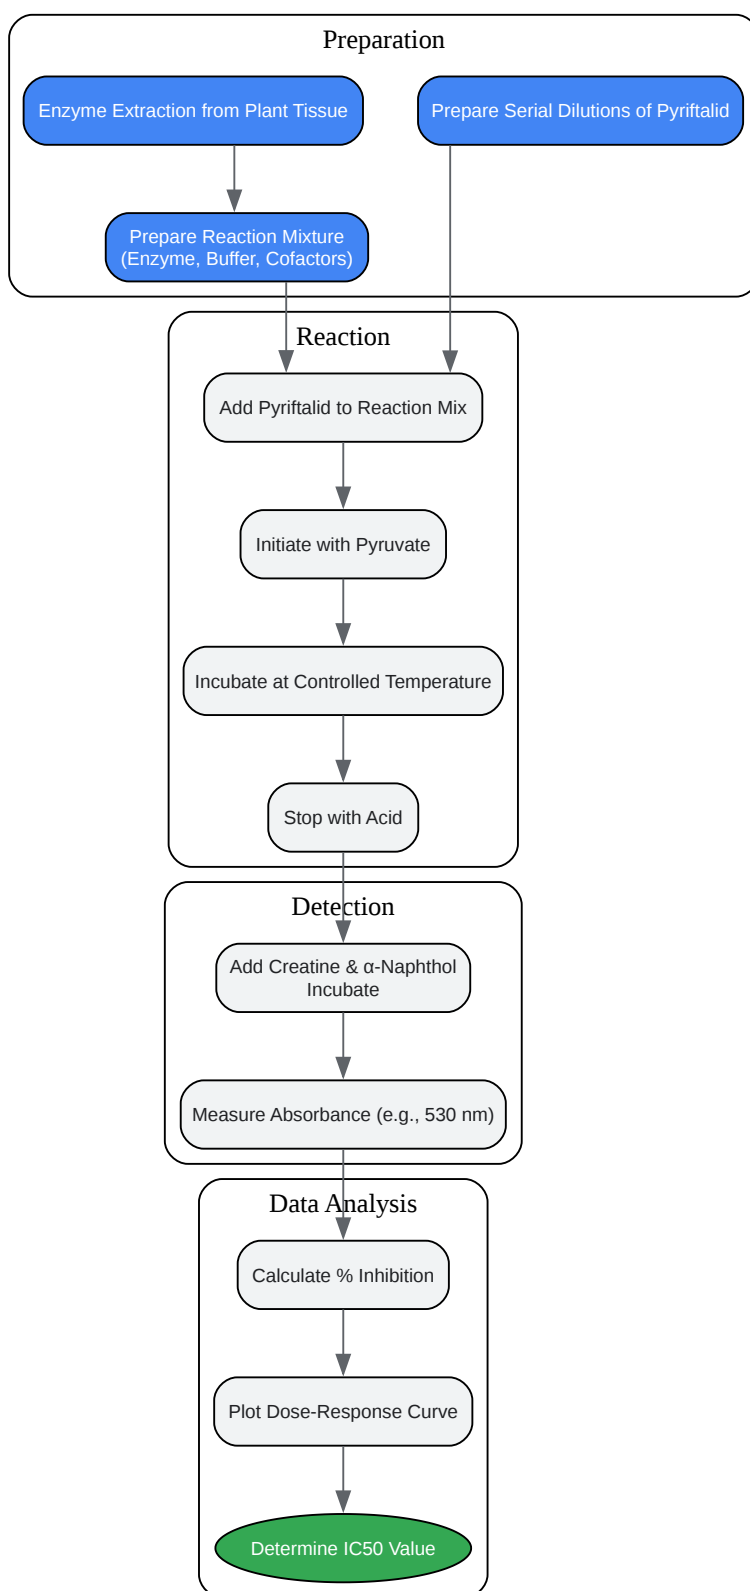 Preparation
Enzyme Extraction from Plant Tissue
Prepare Serial Dilutions of Pyriftalid
Prepare Reaction Mixture
(Enzyme, Buffer, Cofactors)
Reaction
Add Pyriftalid to Reaction Mix
Initiate with Pyruvate
Incubate at Controlled Temperature
Stop with Acid
Detection
Add Creatine & α-Naphthol
Incubate
Measure Absorbance (e.g., 530 nm)
Data Analysis
Calculate % Inhibition
Plot Dose-Response Curve
Determine IC50 Value